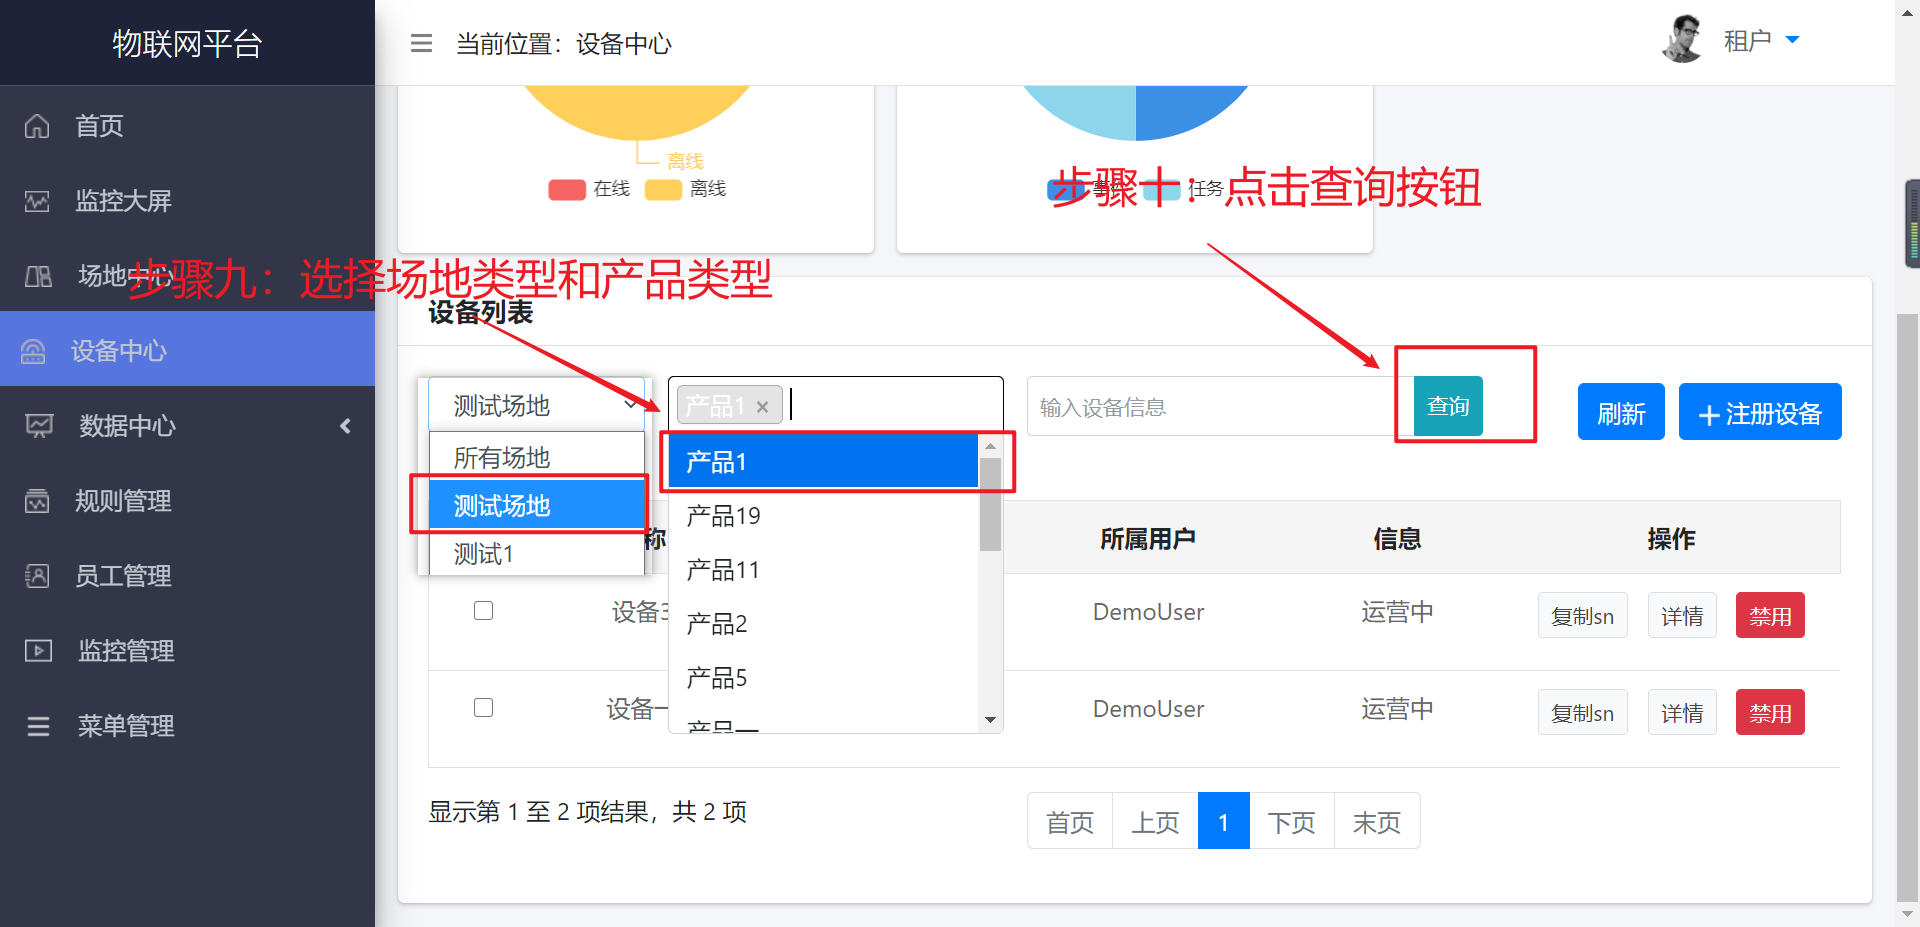 物联网平台
当前位置：设备中心
租户
首页
监控大屏
场地中心
设备中心
数据中心
规则管理
员工管理
监控管理
菜单管理
离线
在线
离线
任务
步骤十：点击查询按钮
步骤九：选择场地类型和产品类型
设备列表
测试场地
产品1 ×
输入设备信息
查询
刷新
+ 注册设备
所有场地
测试场地
测试1
产品1
产品19
产品11
产品2
产品5
产品一
称
所属用户
信息
操作
设备3
DemoUser
运营中
复制sn
详情
禁用
设备一
DemoUser
运营中
复制sn
详情
禁用
显示第 1 至 2 项结果，共 2 项
首页
上页
1
下页
末页